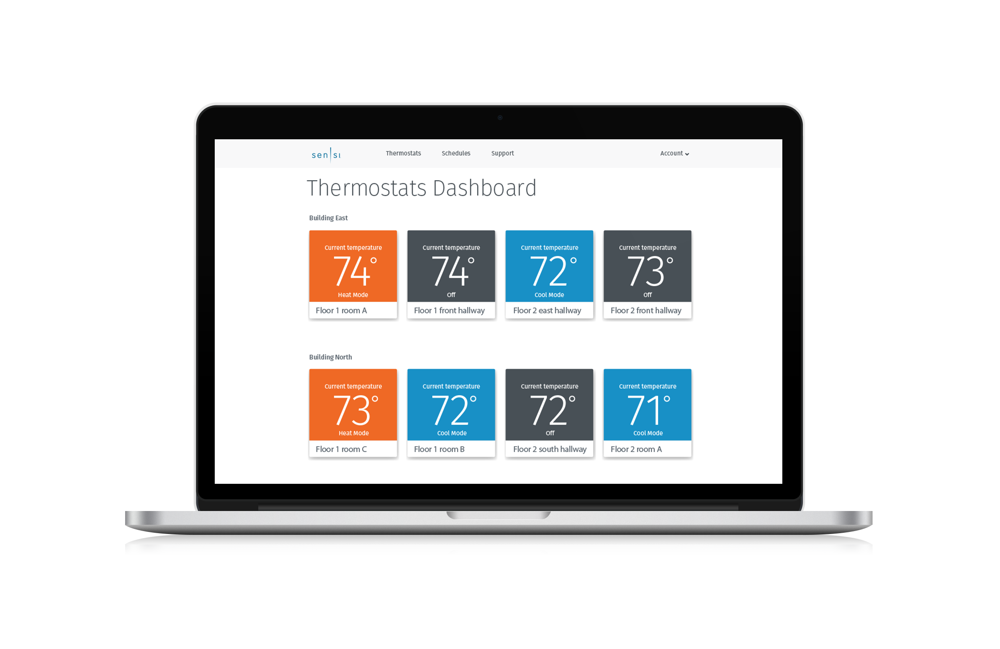 sensi
Thermostats Schedules Support Account
Thermostats Dashboard
Building East
Current temperature Current temperature Current temperature Current temperature
74° 74° 72° 73°
Heat Mode Off Cool Mode Off
Floor 1 room A Floor 1 front hallway Floor 2 east hallway Floor 2 front hallway
Building North
Current temperature Current temperature Current temperature Current temperature
73° 72° 72° 71°
Heat Mode Cool Mode Off Cool Mode
Floor 1 room C Floor 1 room B Floor 2 south hallway Floor 2 room A